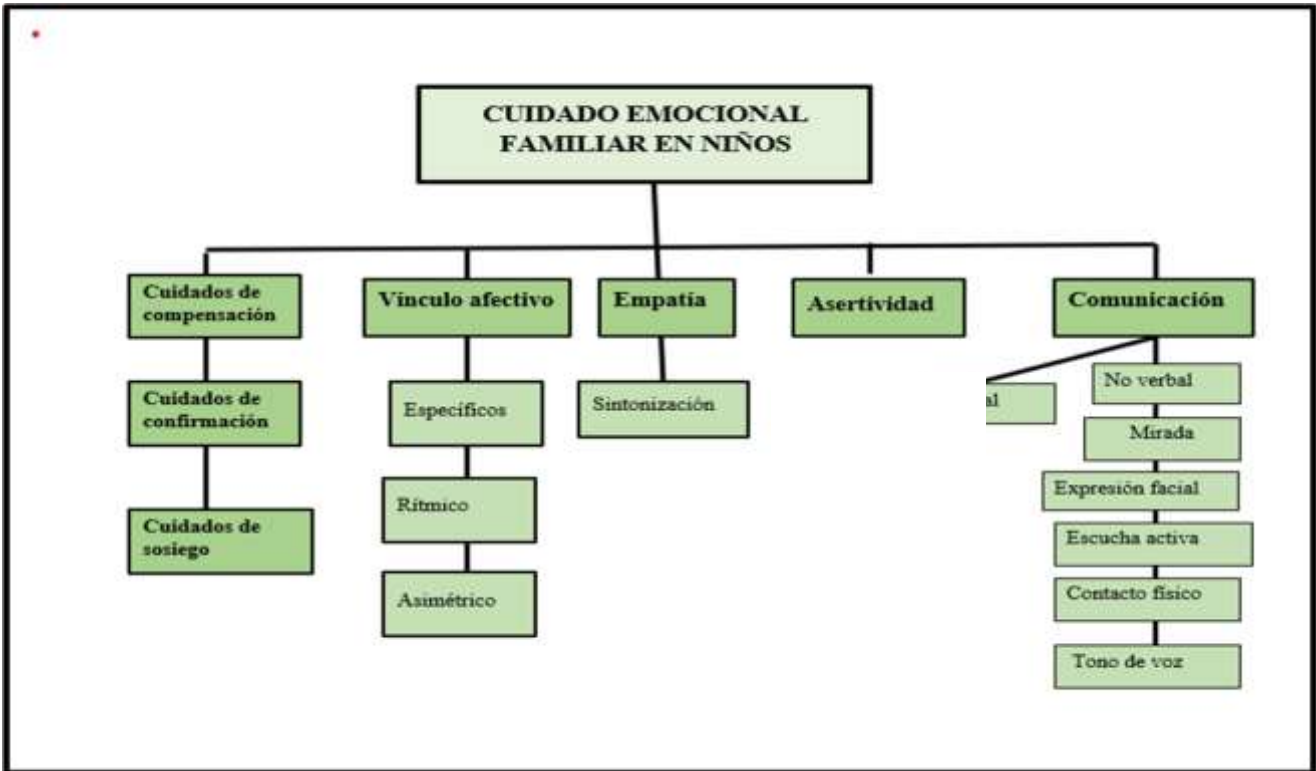 CUIDADO EMOCIONAL
FAMILIAR EN NIÑOS
Cuidados de
compensación
Cuidados de
confirmación
Cuidados de
sosiego
Vínculo afectivo
Específicos
Rítmico
Asimétrico
Empatía
Sintonización
Asertividad
Comunicación
al
No verbal
Mirada
Expresión facial
Escucha activa
Contacto físico
Tono de voz